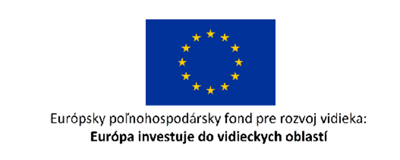 Európsky poľnohospodársky fond pre rozvoj vidieka:
Európa investuje do vidieckych oblastí